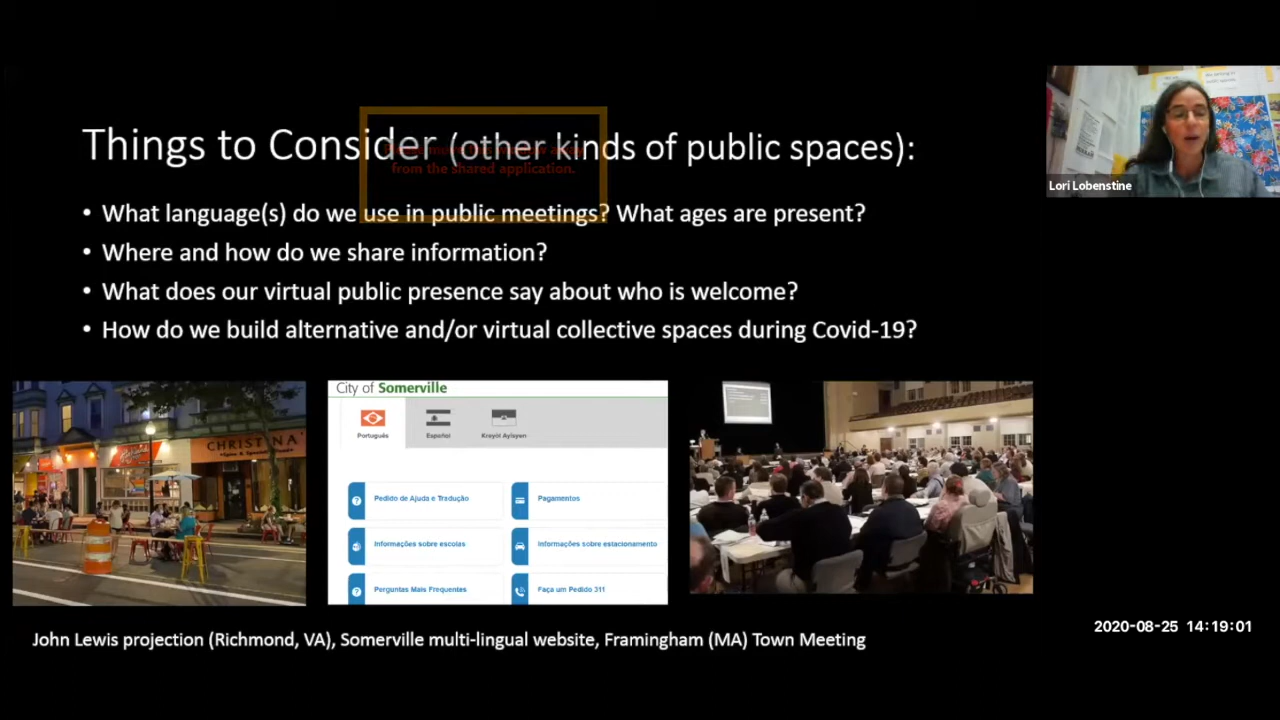 Things to Consider (other kinds of public spaces):
from the shared application.
• What language(s) do we use in public meetings? What ages are present?
• Where and how do we share information?
• What does our virtual public presence say about who is welcome?
• How do we build alternative and/or virtual collective spaces during Covid-19?
Lori Lobenstine
CHRISTINA'
City of Somerville
Português Español Kreyòl Ayisyen
Pedido de Ajuda e Tradução Pagamentos
Informações sobre escolas Informações sobre estacionamento
Perguntas Mais Frequentes Faça um Pedido 311
John Lewis projection (Richmond, VA), Somerville multi-lingual website, Framingham (MA) Town Meeting
2020-08-25 14:19:01